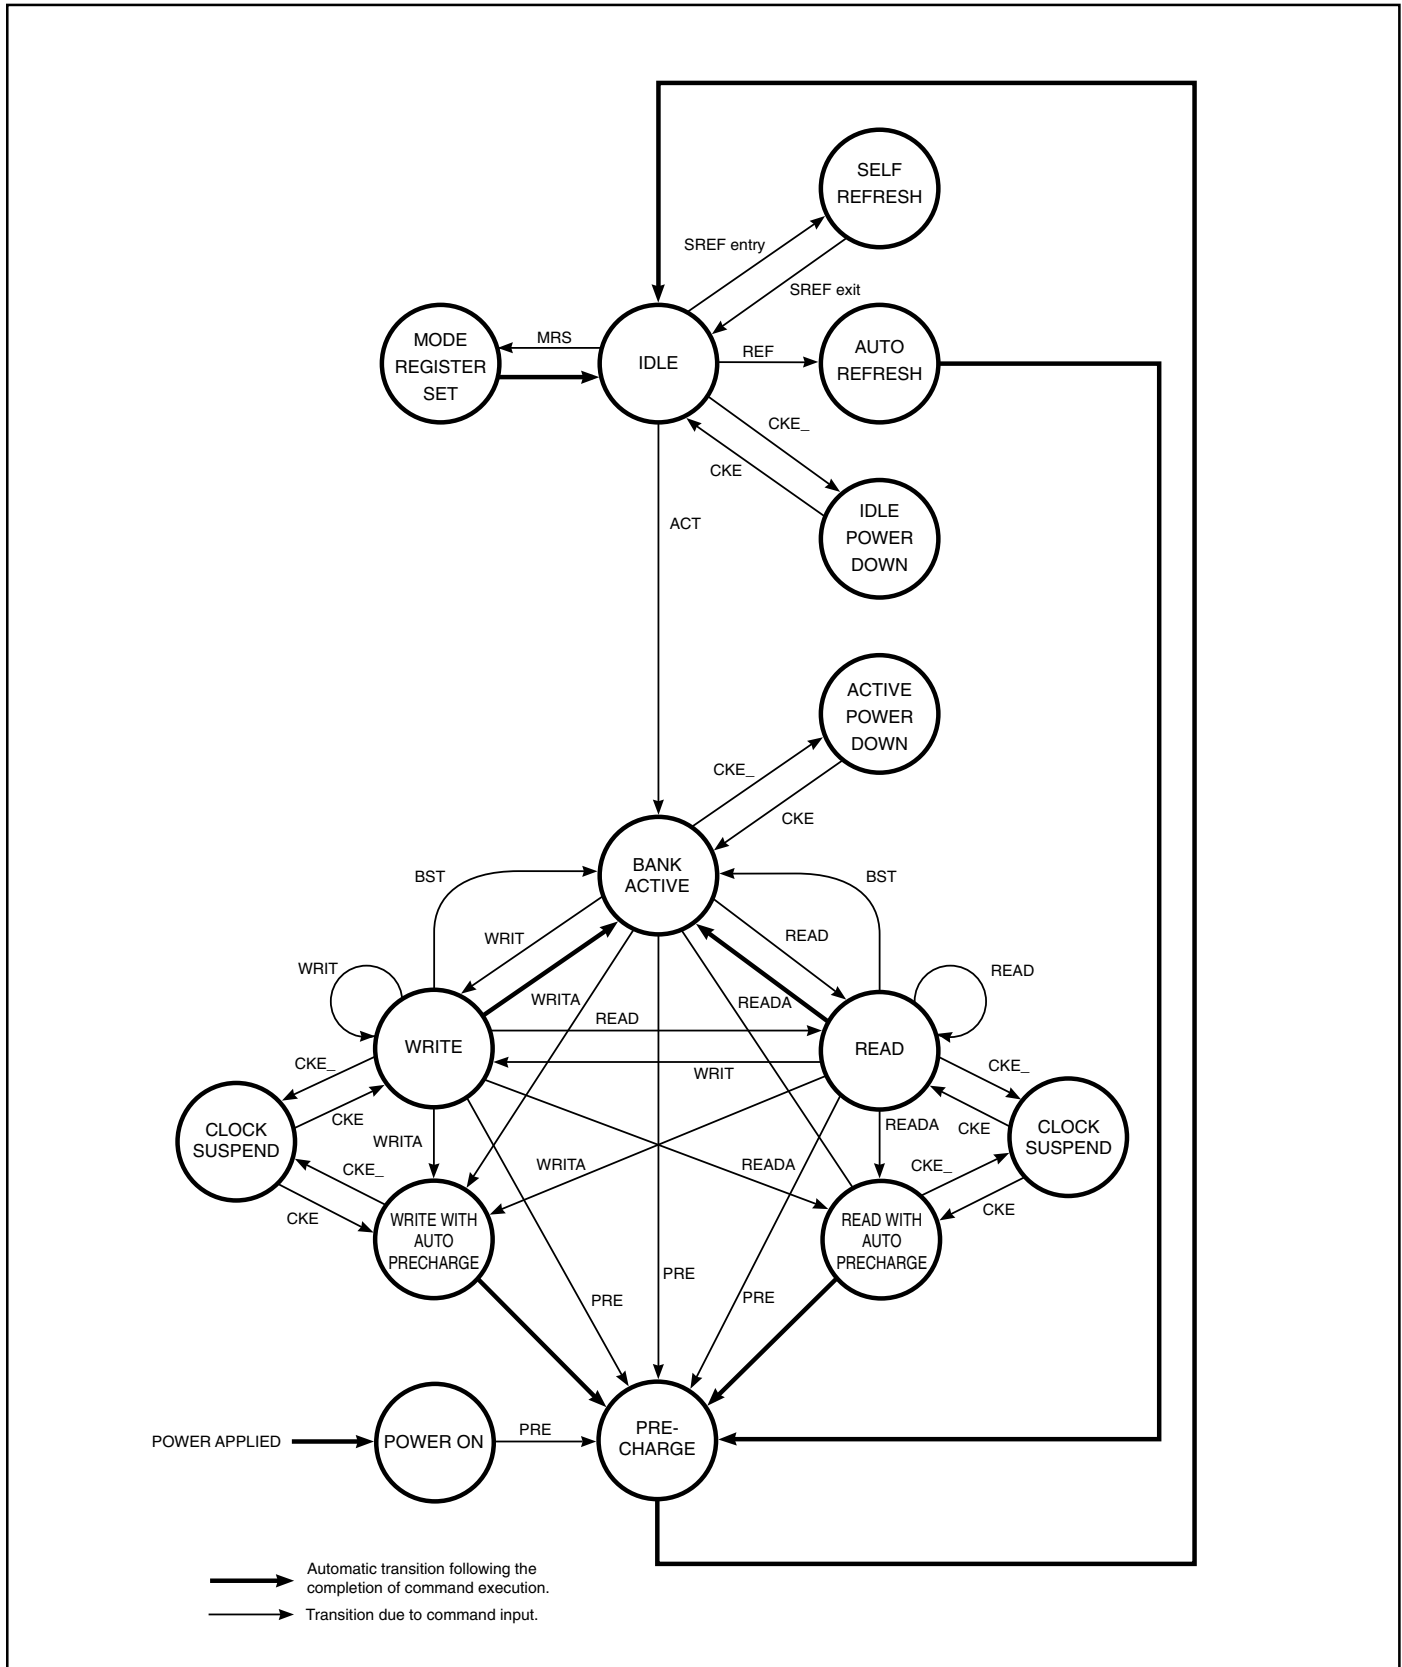 SELF
REFRESH
SREF entry
SREF exit
MODE
REGISTER
SET
MRS
IDLE
REF
AUTO
REFRESH
CKE_
CKE
IDLE
POWER
DOWN
ACT
ACTIVE
POWER
DOWN
CKE_
CKE
BANK
ACTIVE
BST
BST
WRIT
READ
WRIT
WRITA
READA
READ
READ
WRITE
READ
WRIT
CKE_
CKE_
CLOCK
SUSPEND
CKE
WRITA
READA
CKE
CLOCK
SUSPEND
CKE_
WRITA
READA
CKE_
CKE
CKE
WRITE WITH
AUTO
PRECHARGE
READ WITH
AUTO
PRECHARGE
PRE
PRE
PRE
POWER APPLIED
POWER ON
PRE
PRE-
CHARGE
Automatic transition following the
completion of command execution.
Transition due to command input.